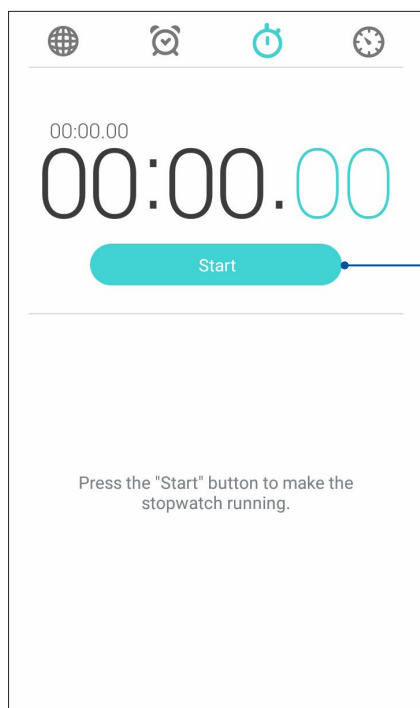 00:00.00
00:00.00
Start
Press the "Start" button to make the
stopwatch running.